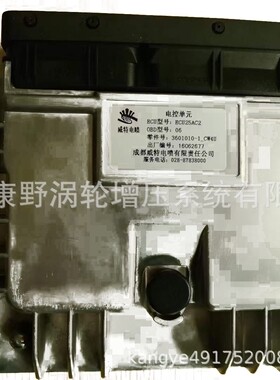 威特电喷
电控单元
ECU型号: ECU25AC2
OBD型号: 06
零件号: 3601010-1_CW4U
出厂编号: 16062677
成都威特电喷有限责任公司
服务电话: 028-87838000
康野涡轮增压系统有限
kangye491752008